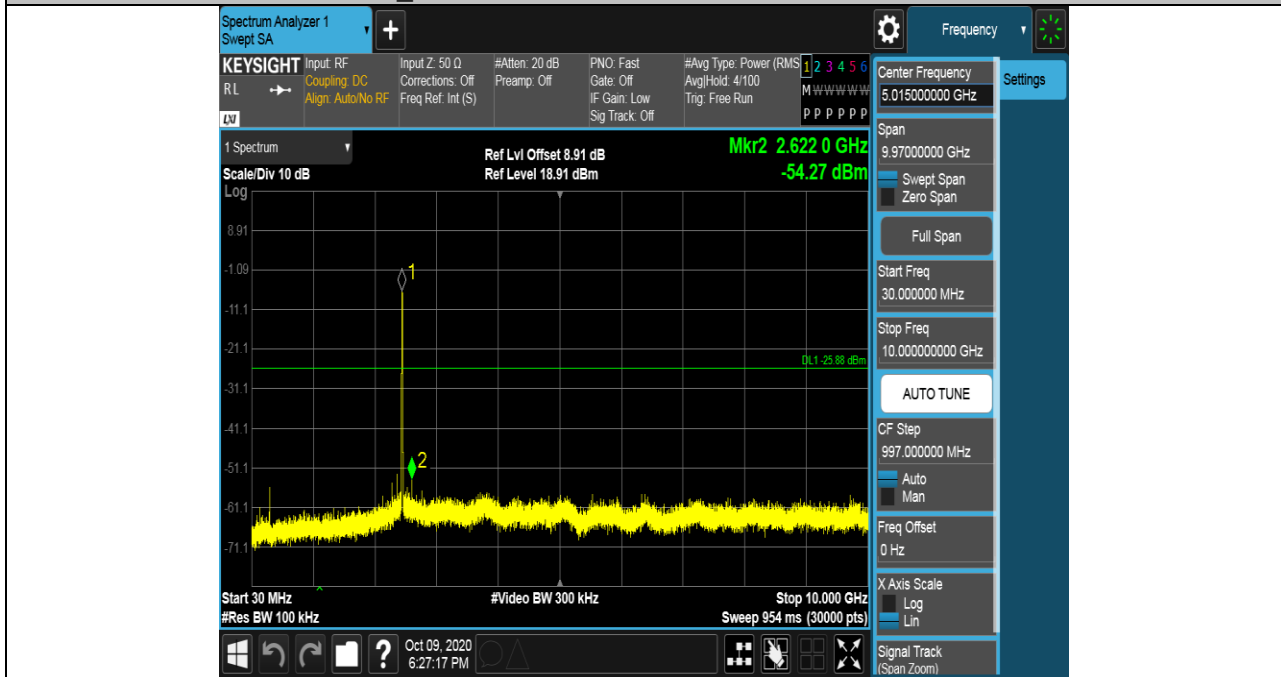 Spectrum Analyzer 1
Swept SA
+
Frequency
KEYSIGHT
RL
LXI
Input: RF
Coupling: DC
Align: Auto/No RF
Input Z: 50 Ω
Corrections: Off
Freq Ref: Int (S)
#Atten: 20 dB
Preamp: Off
PNO: Fast
Gate: Off
IF Gain: Low
Sig Track: Off
#Avg Type: Power (RMS
Avg|Hold: 4/100
Trig: Free Run
1 2 3 4 5 6
M W W W W W
P P P P P P
1 Spectrum
Scale/Div 10 dB
Log
Ref Lvl Offset 8.91 dB
Ref Level 18.91 dBm
Mkr2 2.622 0 GHz
-54.27 dBm
8.91
-1.09
-11.1
-21.1
-31.1
-41.1
-51.1
-61.1
-71.1
1
DL1 -25.88 dBm
2
Start 30 MHz
#Res BW 100 kHz
#Video BW 300 kHz
Stop 10.000 GHz
Sweep 954 ms (30000 pts)
?
Oct 09, 2020
6:27:17 PM
Center Frequency
5.015000000 GHz
Span
9.97000000 GHz
Swept Span
Zero Span
Full Span
Start Freq
30.000000 MHz
Stop Freq
10.000000000 GHz
AUTO TUNE
CF Step
997.000000 MHz
Auto
Man
Freq Offset
0 Hz
X Axis Scale
Log
Lin
Signal Track
(Span Zoom)
Settings